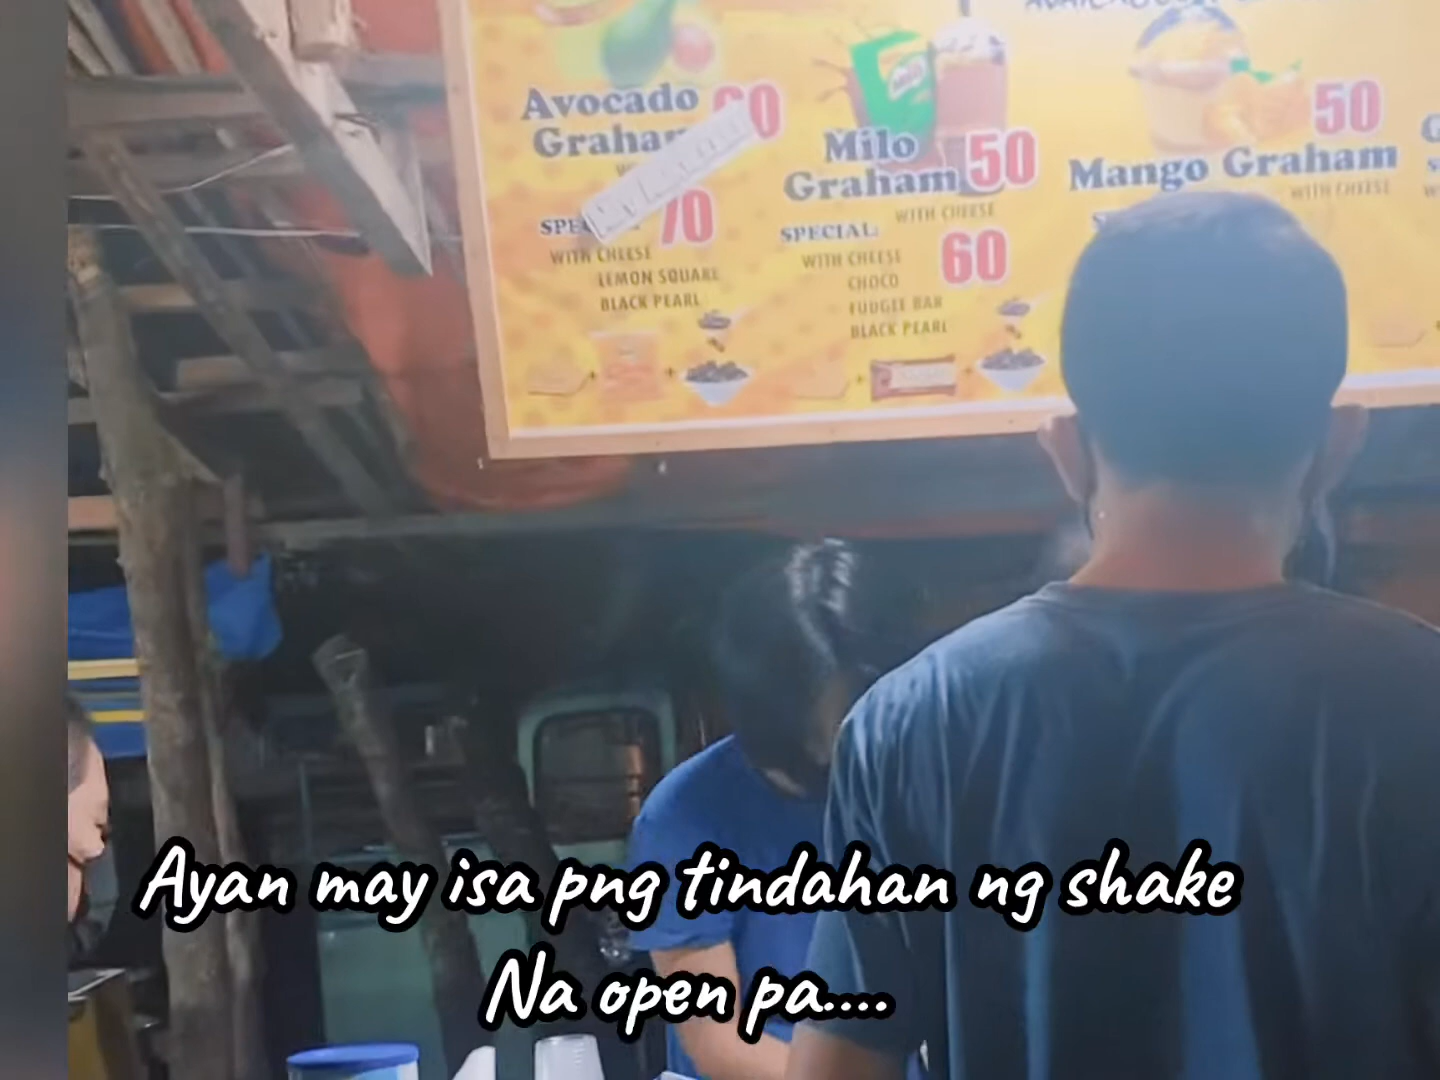 Avocado
Graham
70
WITH CHEESE
LEMON SQUARE
BLACK PEARL
Milo
Graham 50
WITH CHEESE
SPECIAL:
WITH CHEESE 60
CHOCO
FUDGEE BAR
BLACK PEARL
50
Mango Graham
WITH CHEESE
Ayan may isa png tindahan ng shake
Na open pa....